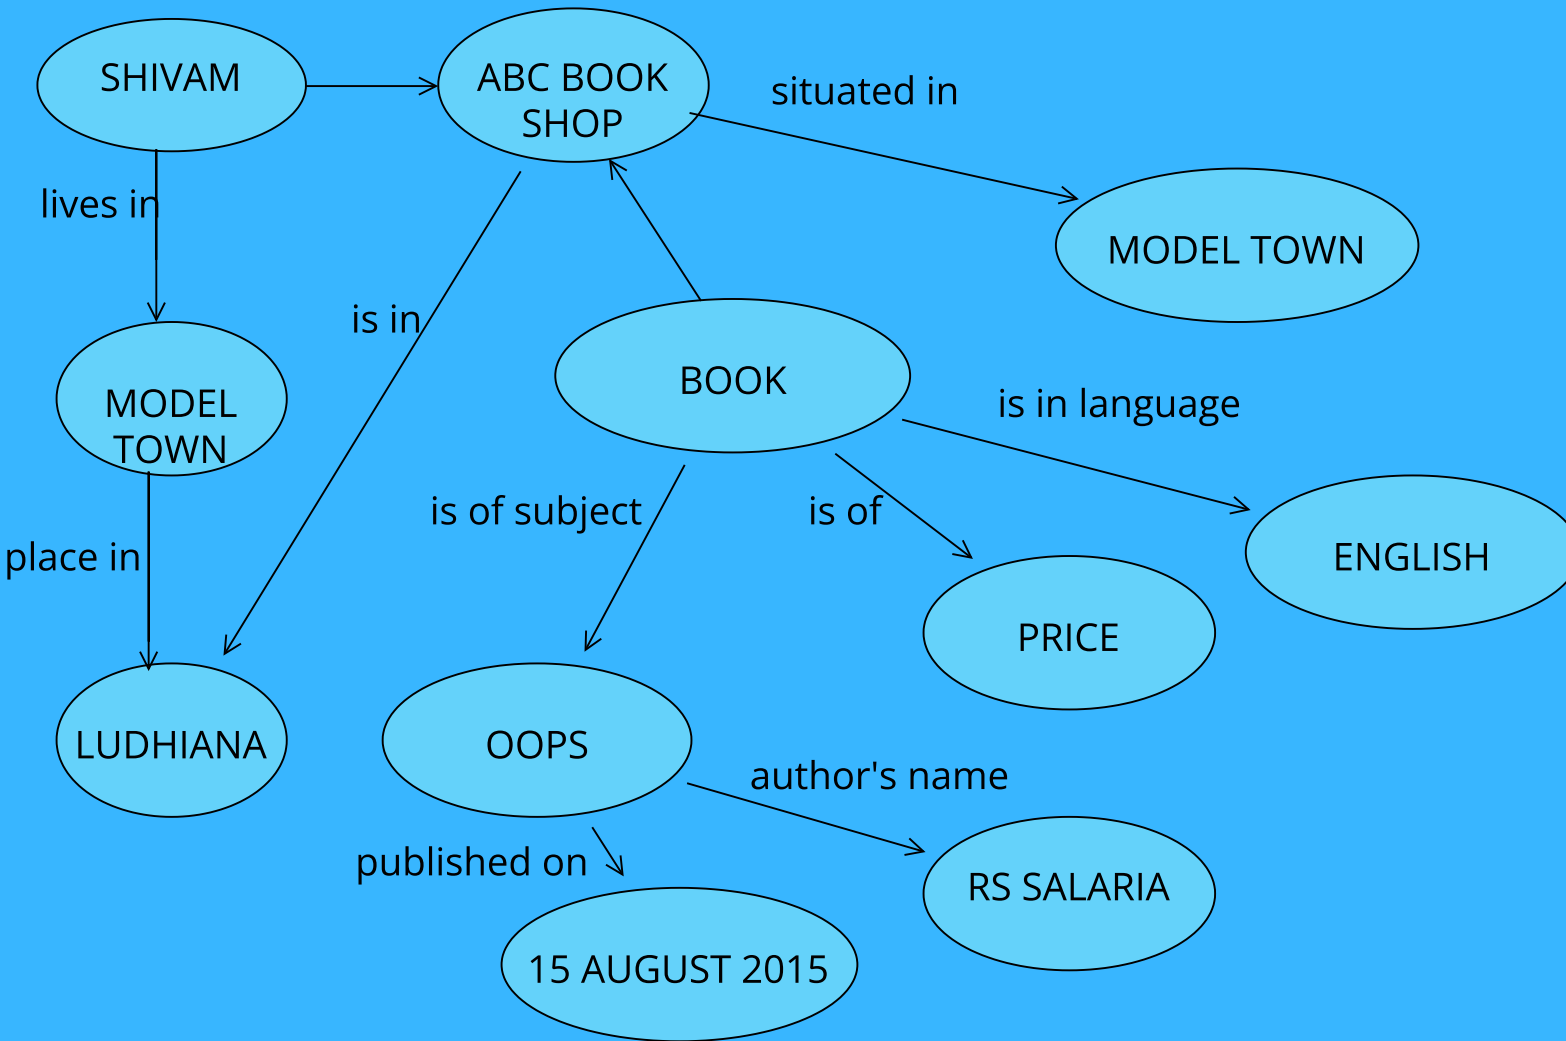 SHIVAM
ABC BOOK
SHOP
situated in
lives in
MODEL TOWN
is in
MODEL
TOWN
BOOK
is in language
is of subject
is of
place in
ENGLISH
PRICE
LUDHIANA
OOPS
author's name
published on
RS SALARIA
15 AUGUST 2015